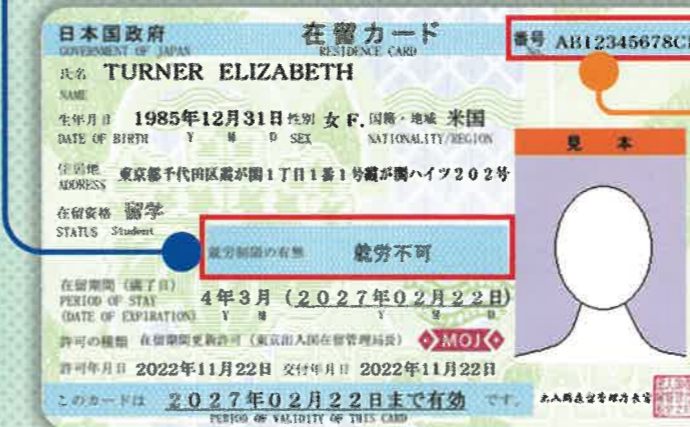 日本国政府 在留カード 番号 AB12345678C
GOVERNMENT OF JAPAN RESIDENCE CARD
氏名 TURNER ELIZABETH
NAME
生年月日 1985年12月31日 性別 女 F. 国籍・地域 米国
DATE OF BIRTH Y M D SEX NATIONALITY/REGION
見本
住居地 東京都千代田区霞が関1丁目1番1号霞が関ハイツ202号
ADDRESS
在留資格 留学
STATUS Student
就労制限の有無 就労不可
在留期間(満了日)
PERIOD OF STAY 4年3月(2027年02月22日)
(DATE OF EXPIRATION) Y M Y M D
許可の種類 在留期間更新許可(東京出入国在留管理局長) MOJ
許可年月日 2022年11月22日 交付年月日 2022年11月22日
このカードは 2027年02月22日まで有効 です。
PERIOD OF VALIDITY OF THIS CARD
出入国在留管理庁長官